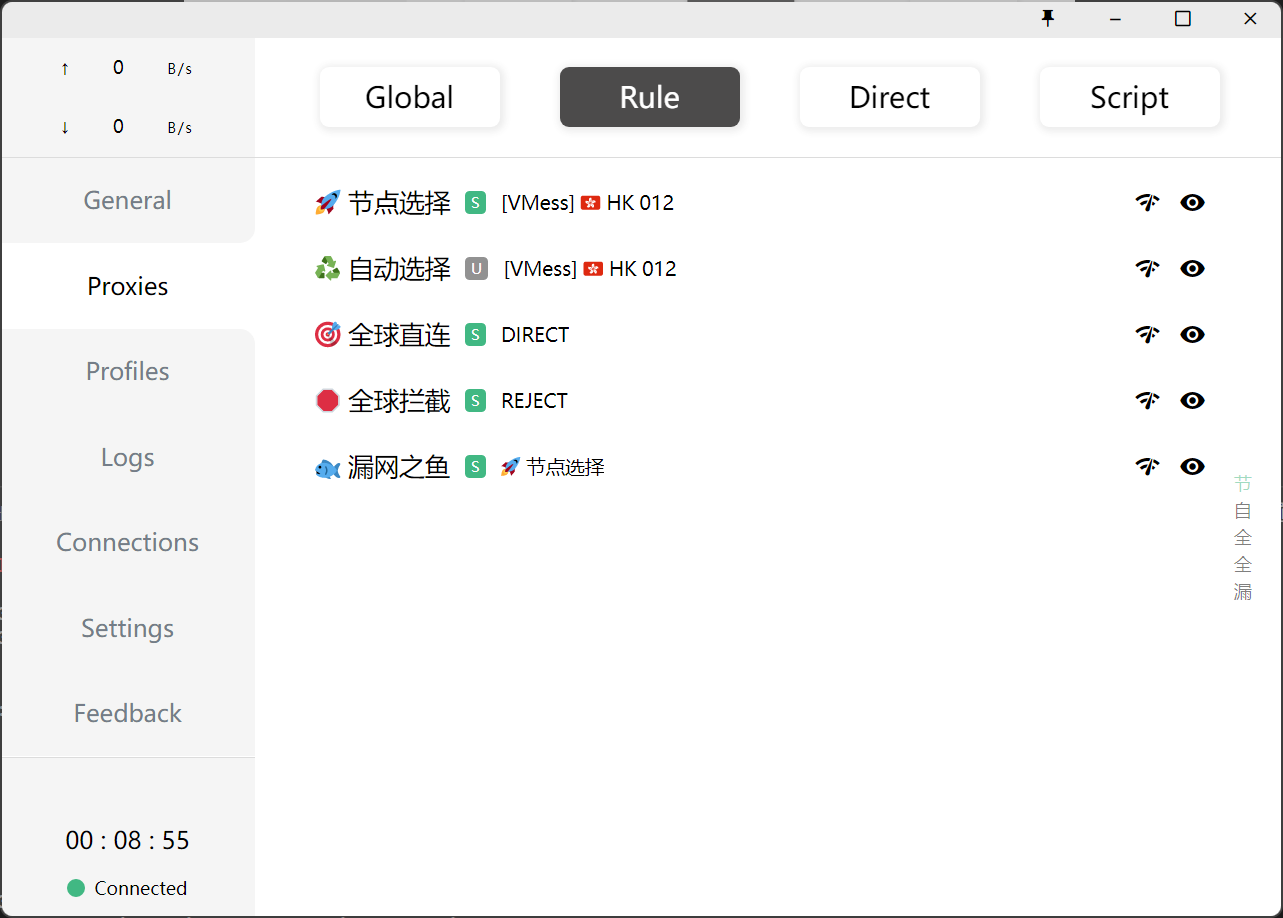 ↑ 0 B/s
↓ 0 B/s
General
Proxies
Profiles
Logs
Connections
Settings
Feedback
00 : 08 : 55
Connected
Global Rule Direct Script
🚀 节点选择 S [VMess] 🇭🇰 HK 012
♻️ 自动选择 U [VMess] 🇭🇰 HK 012
🎯 全球直连 S DIRECT
🛑 全球拦截 S REJECT
🐟 漏网之鱼 S 🚀 节点选择
节
自
全
全
漏